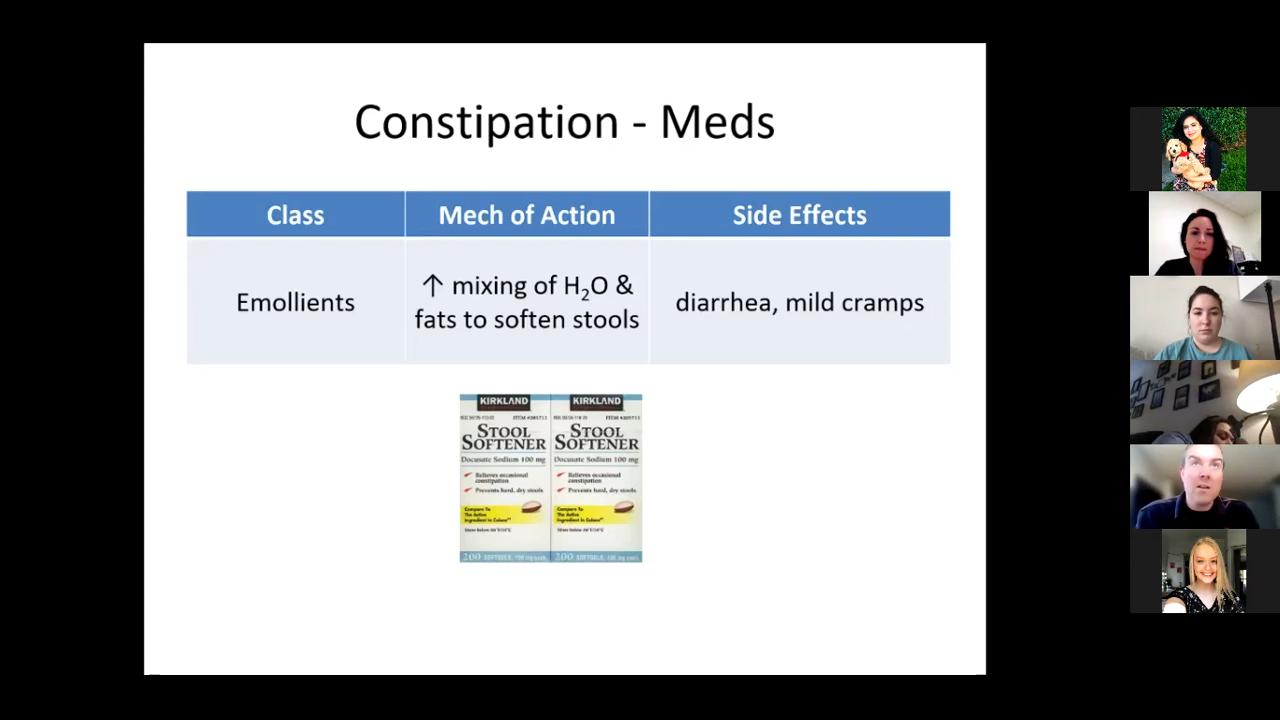 Constipation - Meds
Class Mech of Action Side Effects
Emollients
↑ mixing of H₂O &
fats to soften stools
diarrhea, mild cramps
KIRKLAND KIRKLAND
STOOL STOOL
SOFTENER SOFTENER
Docusate Sodium 100 mg Docusate Sodium 100 mg
Relieves occasional Relieves occasional
constipation constipation
Prevents hard, dry stools Prevents hard, dry stools
Compare To Compare To
The Active The Active
Ingredient in Ingredient in
200 SOFTGELS 200 SOFTGELS